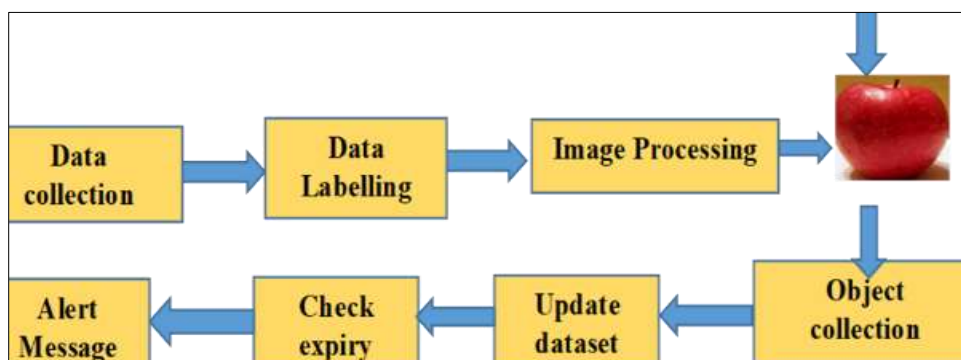 Data
collection
Data
Labelling
Image Processing
Object
collection
Update
dataset
Check
expiry
Alert
Message